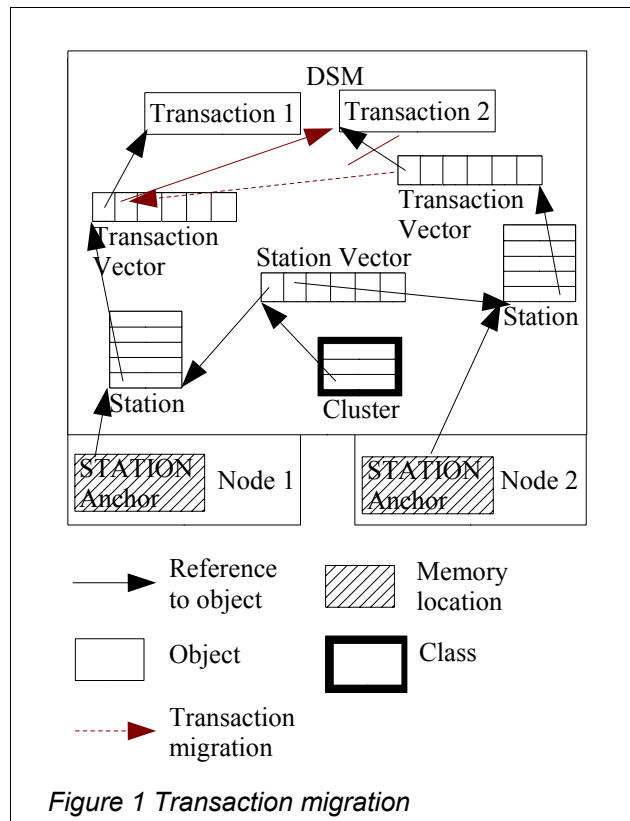 DSM
Transaction 1
Transaction 2
Transaction
Vector
Transaction
Vector
Station Vector
Station
Station
Cluster
STATION
Anchor
Node 1
STATION
Anchor
Node 2
Reference
to object
Memory
location
Object
Class
Transaction
migration
Figure 1 Transaction migration